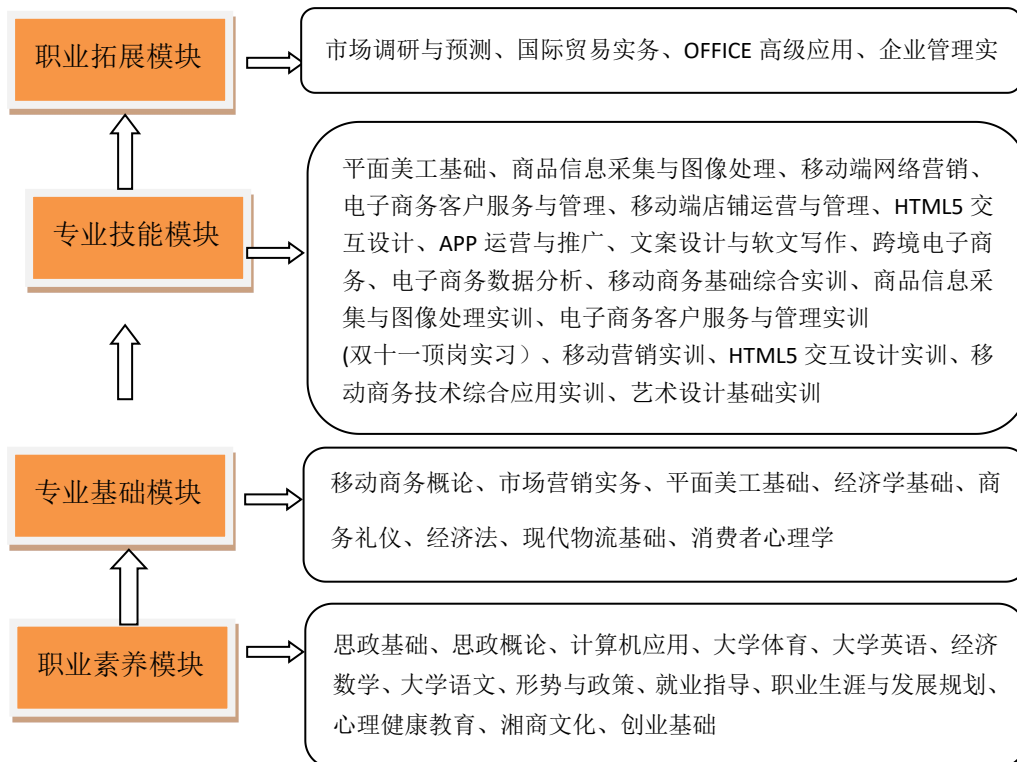 职业拓展模块
市场调研与预测、国际贸易实务、OFFICE 高级应用、企业管理实
专业技能模块
平面美工基础、商品信息采集与图像处理、移动端网络营销、
电子商务客户服务与管理、移动端店铺运营与管理、HTML5 交
互设计、APP 运营与推广、文案设计与软文写作、跨境电子商
务、电子商务数据分析、移动商务基础综合实训、商品信息采
集与图像处理实训、电子商务客户服务与管理实训
(双十一顶岗实习）、移动营销实训、HTML5 交互设计实训、移
动商务技术综合应用实训、艺术设计基础实训
专业基础模块
移动商务概论、市场营销实务、平面美工基础、经济学基础、商
务礼仪、经济法、现代物流基础、消费者心理学
职业素养模块
思政基础、思政概论、计算机应用、大学体育、大学英语、经济
数学、大学语文、形势与政策、就业指导、职业生涯与发展规划、
心理健康教育、湘商文化、创业基础